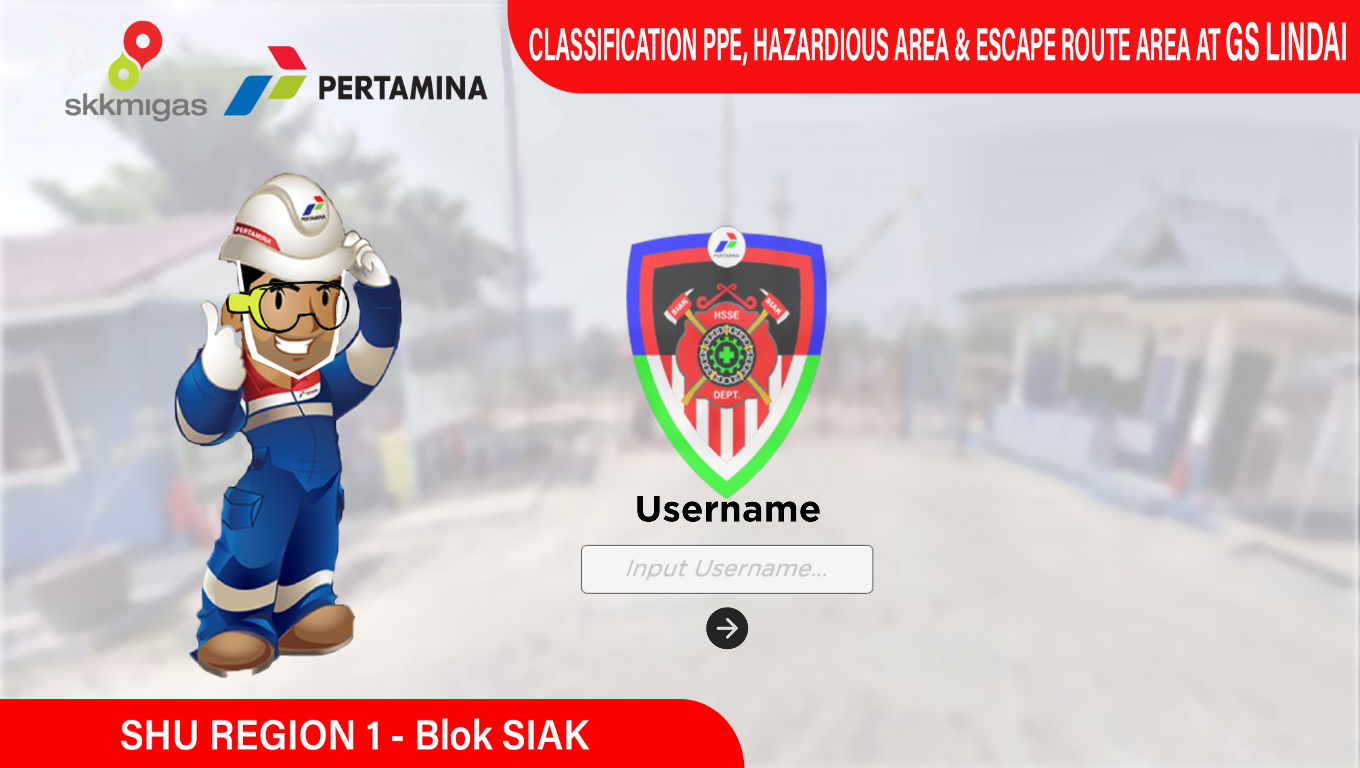 CLASSIFICATION PPE, HAZARDIOUS AREA & ESCAPE ROUTE AREA AT GS LINDAI
skkmigas
PERTAMINA
PERTAMINA
PERTAMINA
PERTAMINA
SIAK
SIAK
HSSE
DEPT.
Username
Input Username...
SHU REGION 1 - Blok SIAK